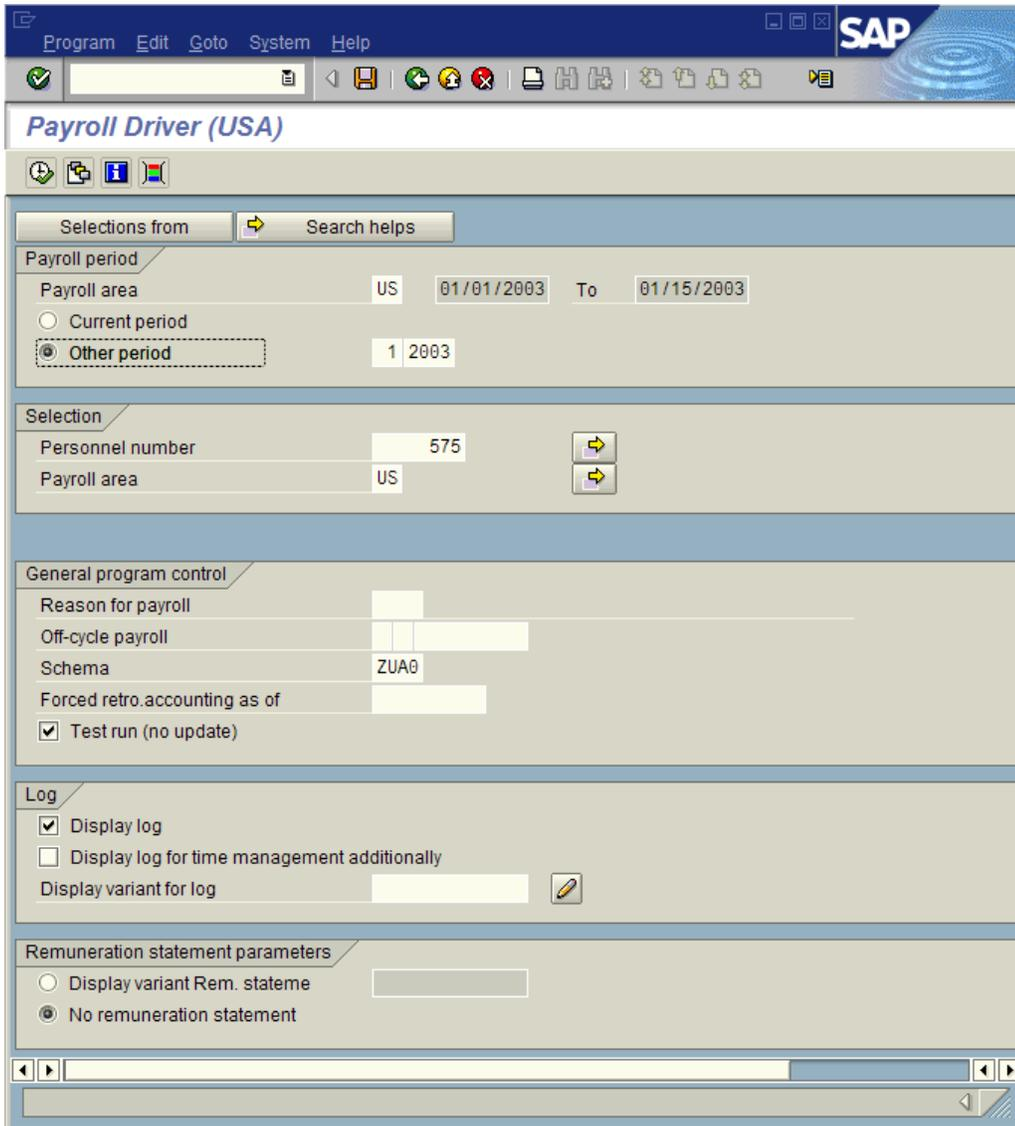 Program Edit Goto System Help
SAP
Payroll Driver (USA)
Selections from Search helps
Payroll period
Payroll area US 01/01/2003 To 01/15/2003
Current period
Other period 1 2003
Selection
Personnel number 575
Payroll area US
General program control
Reason for payroll
Off-cycle payroll
Schema ZUA0
Forced retro.accounting as of
Test run (no update)
Log
Display log
Display log for time management additionally
Display variant for log
Remuneration statement parameters
Display variant Rem. stateme
No remuneration statement